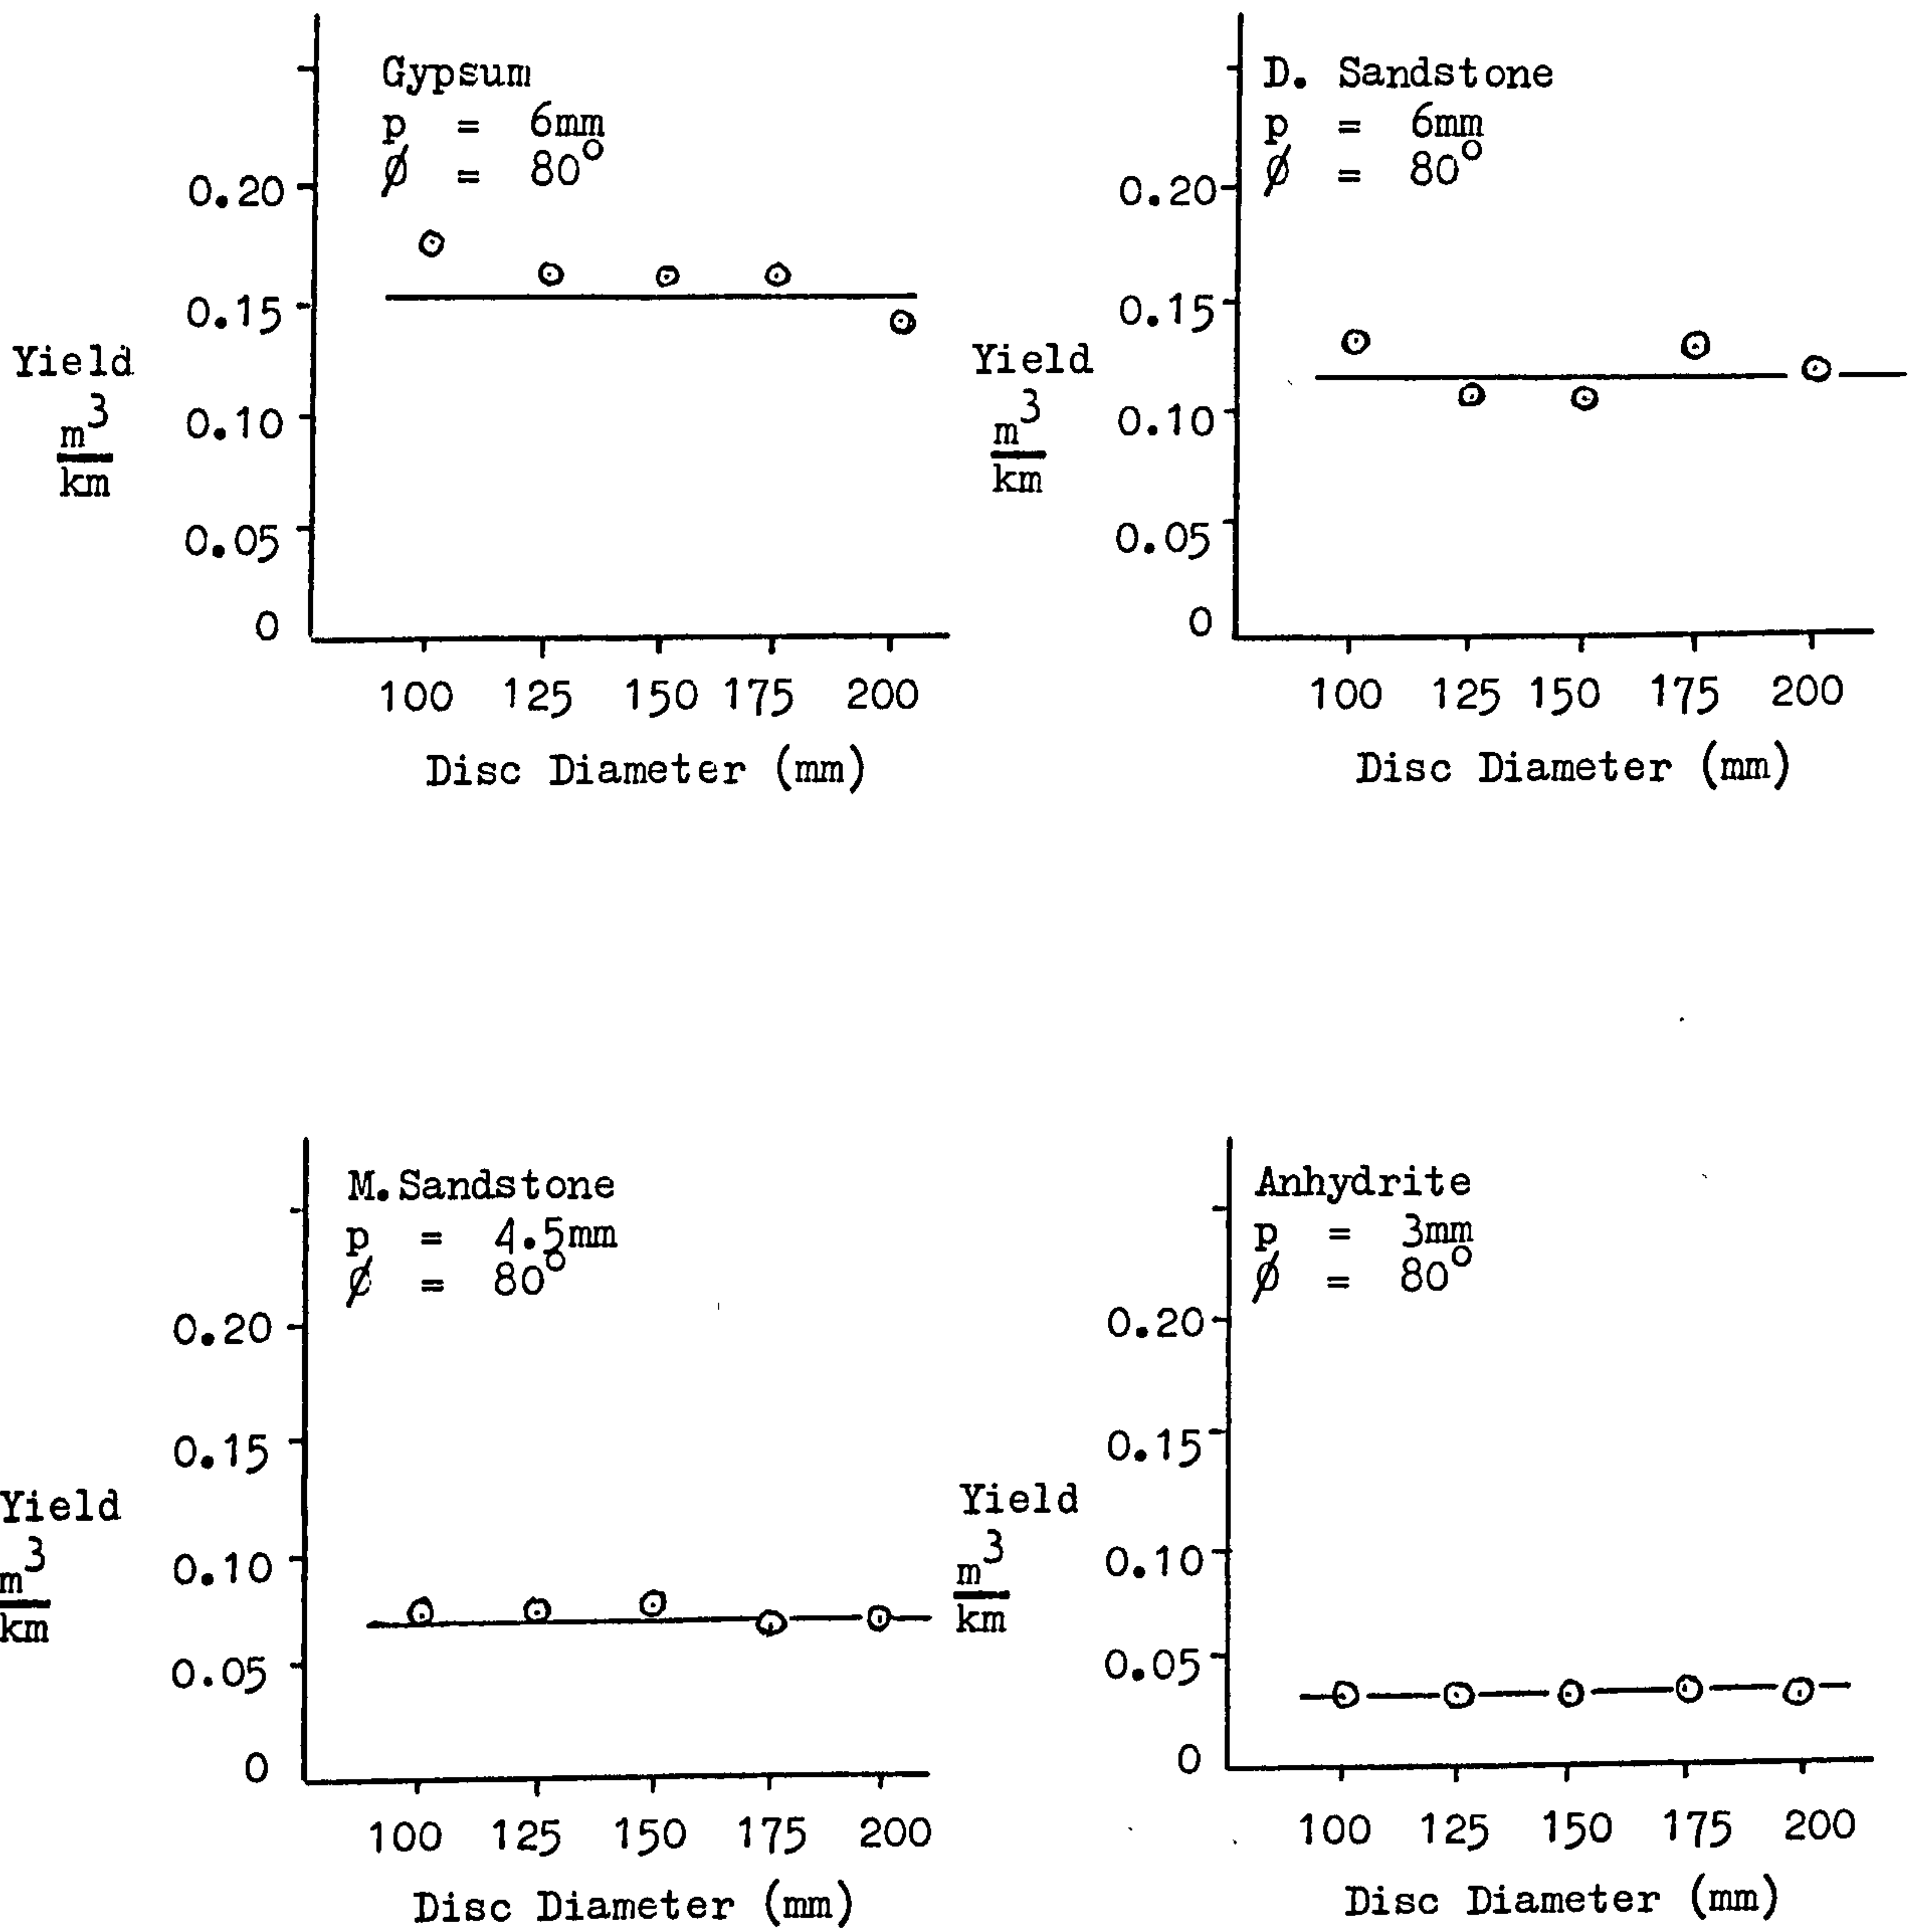 Gypsum
p = 6mm
ø = 80°
0.20
0.15
0.10
0.05
0
Yield
m³
km
100 125 150 175 200
Disc Diameter (mm)
D. Sandstone
p = 6mm
ø = 80°
0.20
0.15
0.10
0.05
0
Yield
m³
km
100 125 150 175 200
Disc Diameter (mm)
M.Sandstone
p = 4.5mm
ø = 80°
0.20
0.15
0.10
0.05
0
Yield
m³
km
100 125 150 175 200
Disc Diameter (mm)
Anhydrite
p = 3mm
ø = 80°
0.20
0.15
0.10
0.05
0
Yield
m³
km
100 125 150 175 200
Disc Diameter (mm)